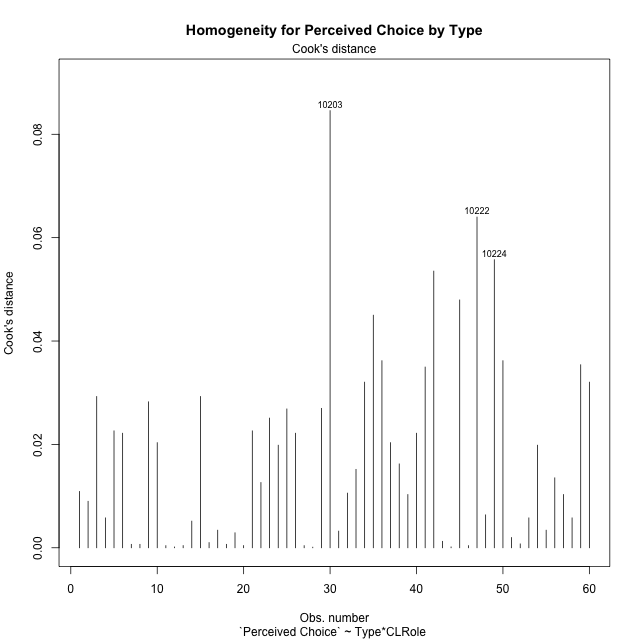 Homogeneity for Perceived Choice by Type
Cook's distance
10203
10222
10224
Cook's distance
0.08
0.06
0.04
0.02
0.00
0 10 20 30 40 50 60
Obs. number
`Perceived Choice` ~ Type*CLRole